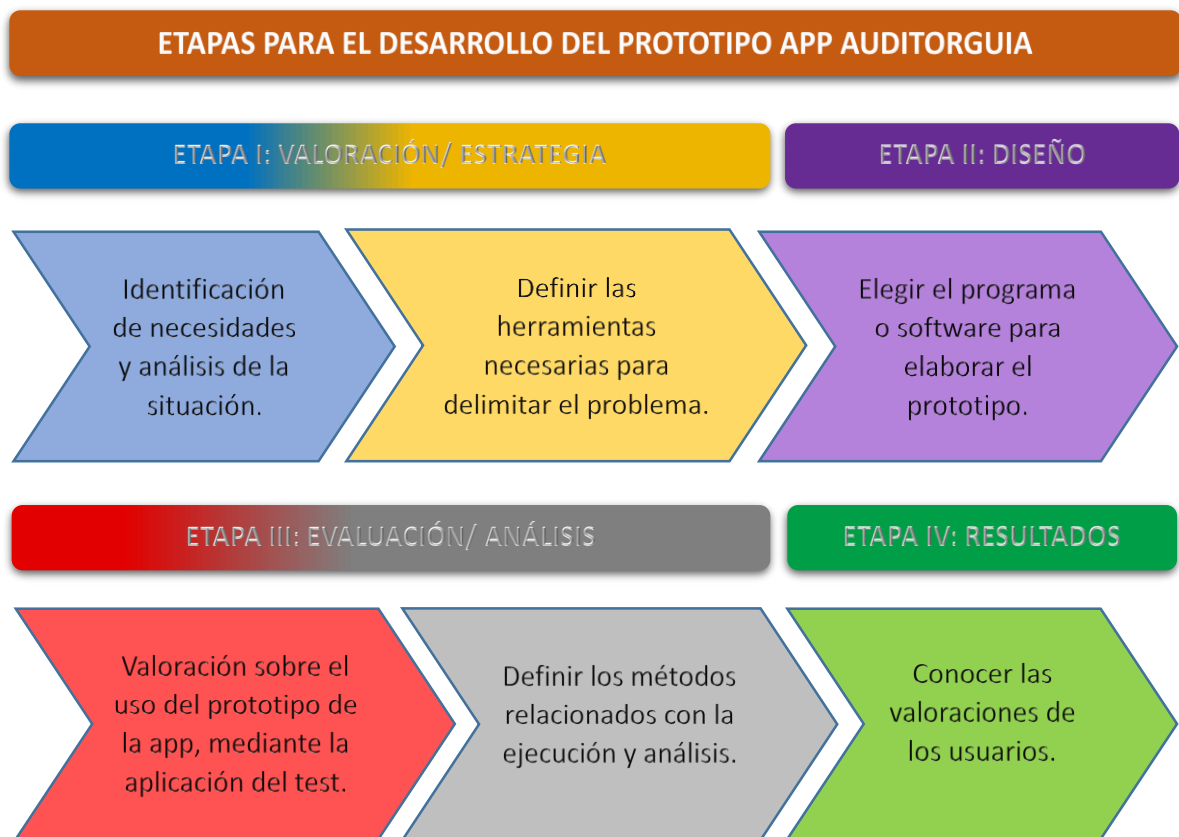 ETAPAS PARA EL DESARROLLO DEL PROTOTIPO APP AUDITORGUIA
ETAPA I: VALORACIÓN/ ESTRATEGIA
ETAPA II: DISEÑO
Identificación
de necesidades
y análisis de la
situación.
Definir las
herramientas
necesarias para
delimitar el problema.
Elegir el programa
o software para
elaborar el
prototipo.
ETAPA III: EVALUACIÓN/ ANÁLISIS
ETAPA IV: RESULTADOS
Valoración sobre el
uso del prototipo de
la app, mediante la
aplicación del test.
Definir los métodos
relacionados con la
ejecución y análisis.
Conocer las
valoraciones de
los usuarios.